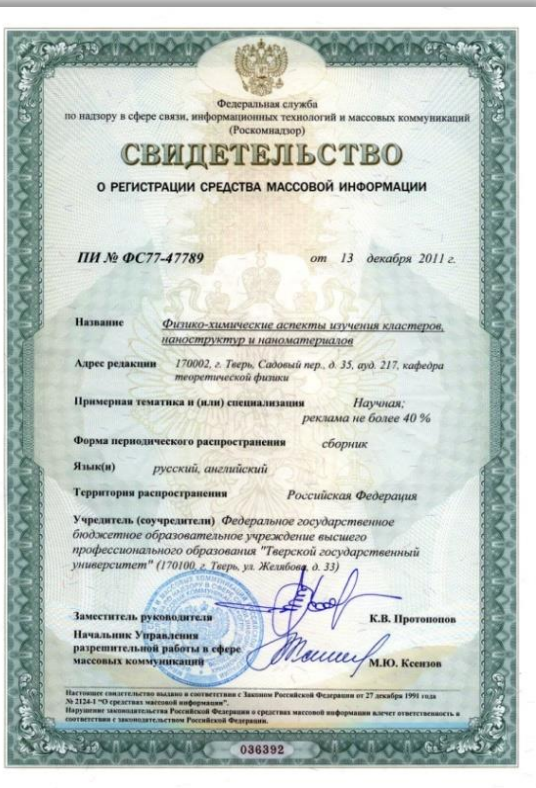 Федеральная служба
по надзору в сфере связи, информационных технологий и массовых коммуникаций
(Роскомнадзор)
СВИДЕТЕЛЬСТВО
О РЕГИСТРАЦИИ СРЕДСТВА МАССОВОЙ ИНФОРМАЦИИ
ПИ № ФС77-47789 от 13 декабря 2011 г.
Название Физико-химические аспекты изучения кластеров,
наноструктур и наноматериалов
Адрес редакции 170002, г. Тверь, Садовый пер., д. 35, ауд. 217, кафедра
теоретической физики
Примерная тематика и (или) специализация Научная;
реклама не более 40 %
Форма периодического распространения сборник
Язык(и) русский, английский
Территория распространения Российская Федерация
Учредитель (соучредители) Федеральное государственное
бюджетное образовательное учреждение высшего
профессионального образования "Тверской государственный
университет" (170100, г. Тверь, ул. Желябова, д. 33)
Заместитель руководителя К.В. Протопопов
Начальник Управления
разрешительной работы в сфере
массовых коммуникаций М.Ю. Ксензов
Настоящее свидетельство выдано в соответствии с Законом Российской Федерации от 27 декабря 1991 года
№ 2124-1 "О средствах массовой информации".
Нарушение законодательства Российской Федерации о средствах массовой информации влечет ответственность в
соответствии с законодательством Российской Федерации.
036392